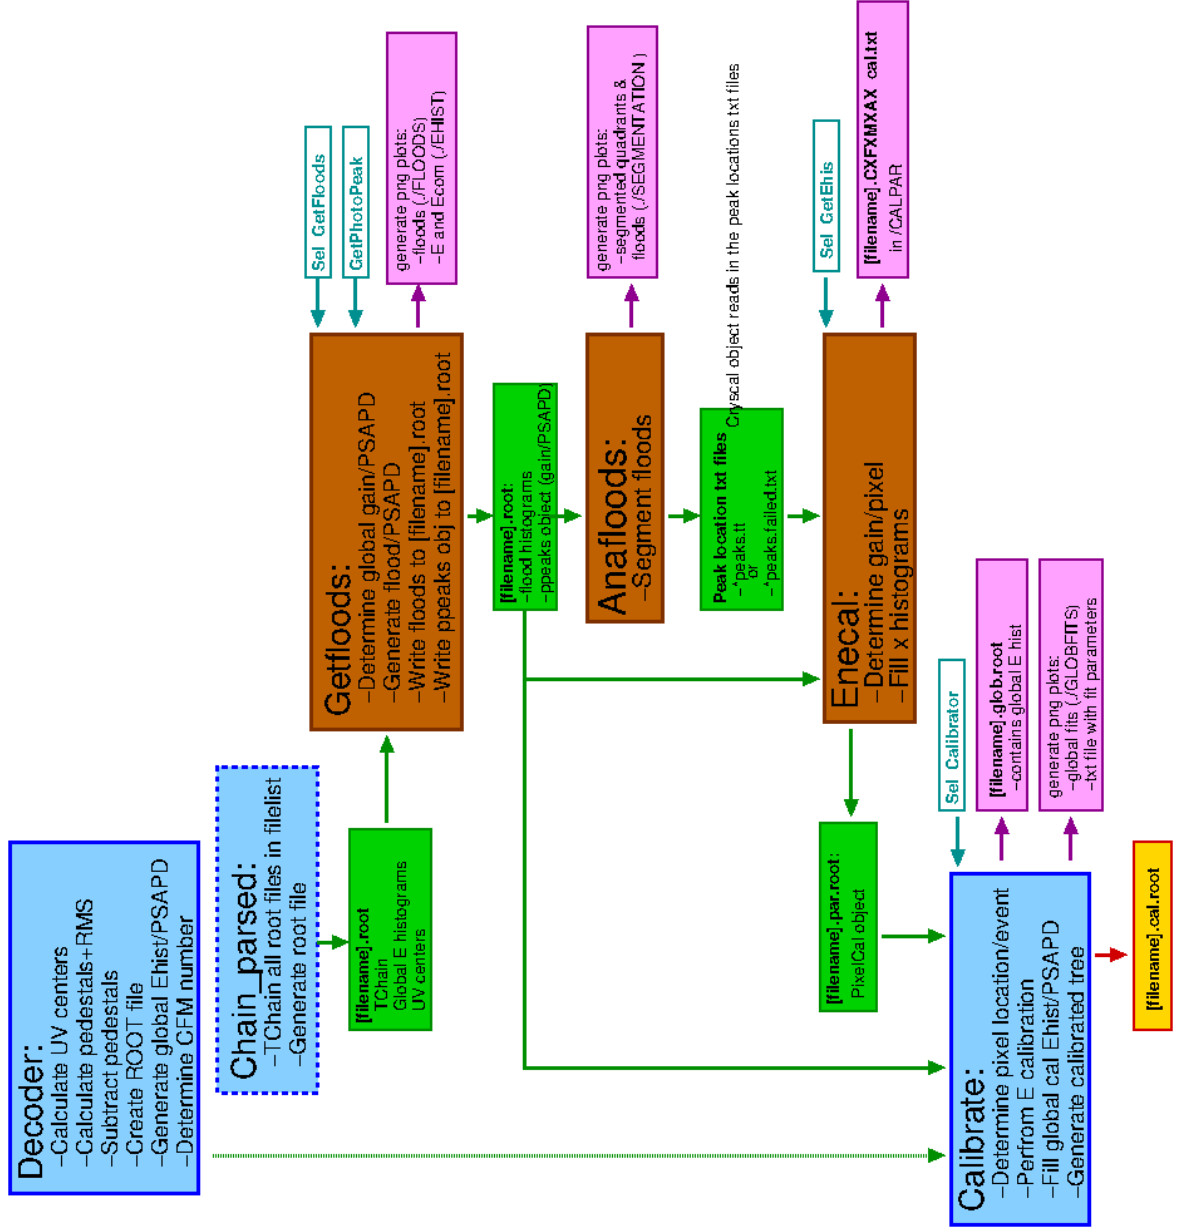 Decoder:
–Calculate UV centers
–Calculate pedestals+RMS
–Subtract pedestals
–Create ROOT file
–Generate global Ehist/PSAPD
–Determine CFM number
Chain_parsed:
–TChain all root files in filelist
–Generate root file
[filename].root
TChain
Global E histograms
UV centers
Getfloods:
–Determine global gain/PSAPD
–Generate flood/PSAPD
–Write floods to [filename].root
–Write ppeaks obj to [filename].root
Sel GetFloods
GetPhotoPeak
generate png plots:
–floods (./FLOODS)
–E and Ecom (./EHIST)
[filename].root:
–flood histograms
–ppeaks object (gain/PSAPD)
Anafloods:
–Segment floods
generate png plots:
–segmented quadrants &
floods (./SEGMENTATION )
Peak location txt files
–*peaks.tt
or
–*peaks.failed.txt
Cryscal object reads in the peak locations txt files
Enecal:
–Determine gain/pixel
–Fill x histograms
Sel GetEhis
[filename].CXFXMXAX cal.txt
in /CALPAR
[filename].par.root:
PixelCal object
Calibrate:
–Determine pixel location/event
–Perfrom E calibration
–Fill global cal Ehist/PSAPD
–Generate calibrated tree
Sel Calibrator
[filename].glob.root
–contains global E hist
generate png plots:
–global fits (./GLOBFITS)
–txt file with fit parameters
[filename].cal.root